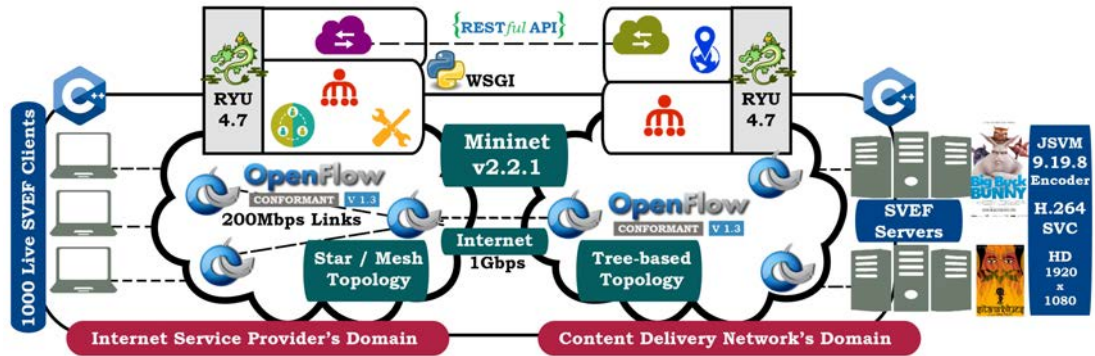 {RESTful API}
RYU
4.7
WSGI
RYU
4.7
1000 Live SVEF Clients
Mininet
v2.2.1
OpenFlow
CONFORMANT V 1.3
200Mbps Links
OpenFlow
CONFORMANT V 1.3
Internet
1Gbps
Star / Mesh
Topology
Tree-based
Topology
C++
C++
SVEF
Servers
Big Buck
BUNNY
JSVM
9.19.8
Encoder
H.264
SVC
HD
1920
x
1080
Internet Service Provider's Domain
Content Delivery Network's Domain